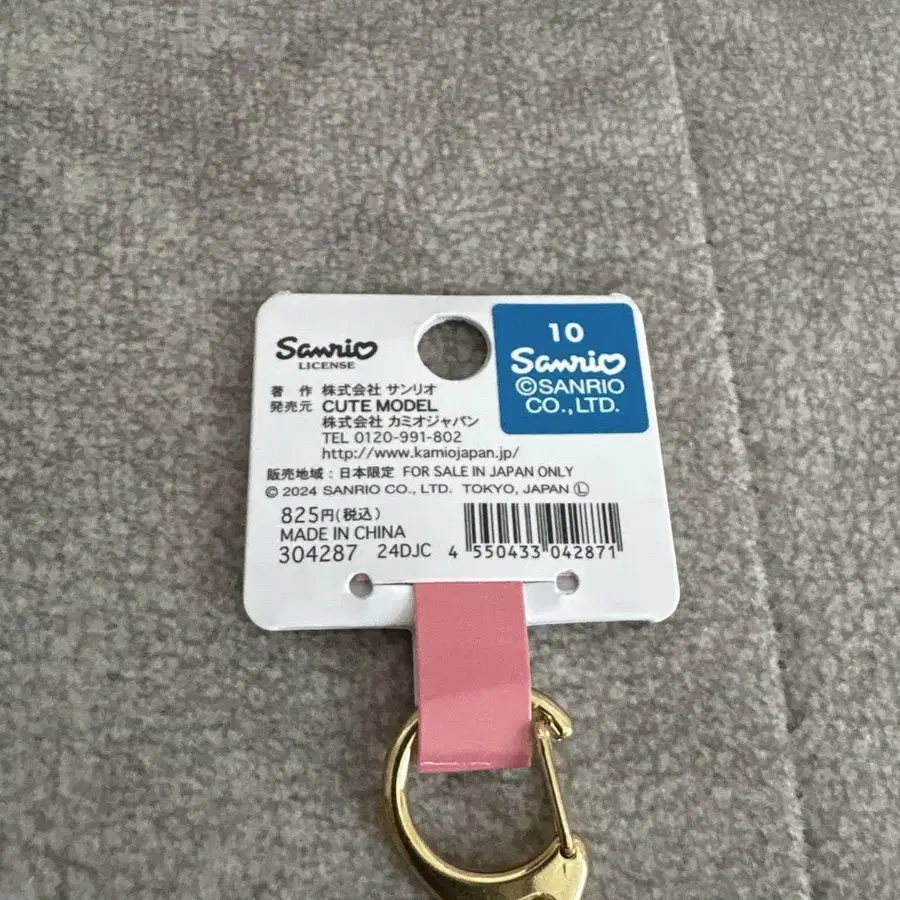 Sanrio
LICENSE
著 作 株式会社 サンリオ
発売元 CUTE MODEL
株式会社 カミオジャパン
TEL 0120-991-802
http://www.kamiojapan.jp/
販売地域：日本限定 FOR SALE IN JAPAN ONLY
© 2024 SANRIO CO., LTD. TOKYO, JAPAN Ⓛ
825円(税込)
MADE IN CHINA
304287 24DJC 4 550433 042871
10
Sanrio
©SANRIO
CO.,LTD.